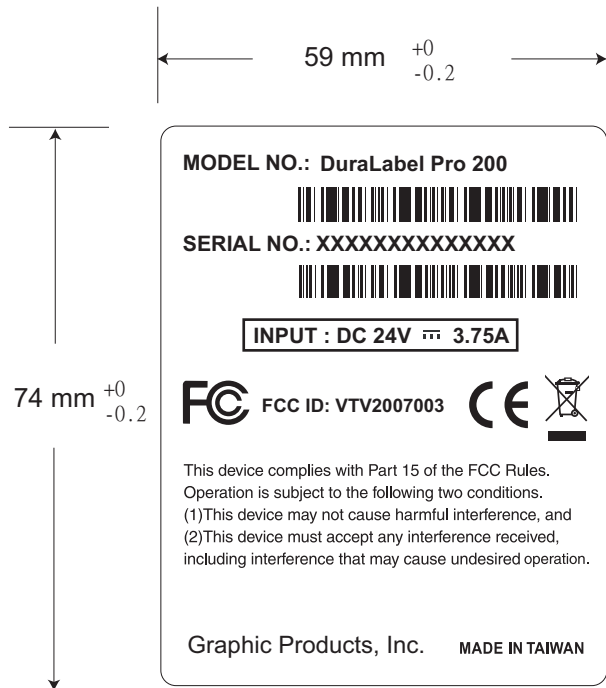 59 mm +0 -0.2
MODEL NO.: DuraLabel Pro 200
SERIAL NO.: XXXXXXXXXXXXXX
INPUT : DC 24V ⎓ 3.75A
74 mm +0 -0.2
FC FCC ID: VTV2007003 CE
This device complies with Part 15 of the FCC Rules.
Operation is subject to the following two conditions.
(1)This device may not cause harmful interference, and
(2)This device must accept any interference received,
including interference that may cause undesired operation.
Graphic Products, Inc. MADE IN TAIWAN